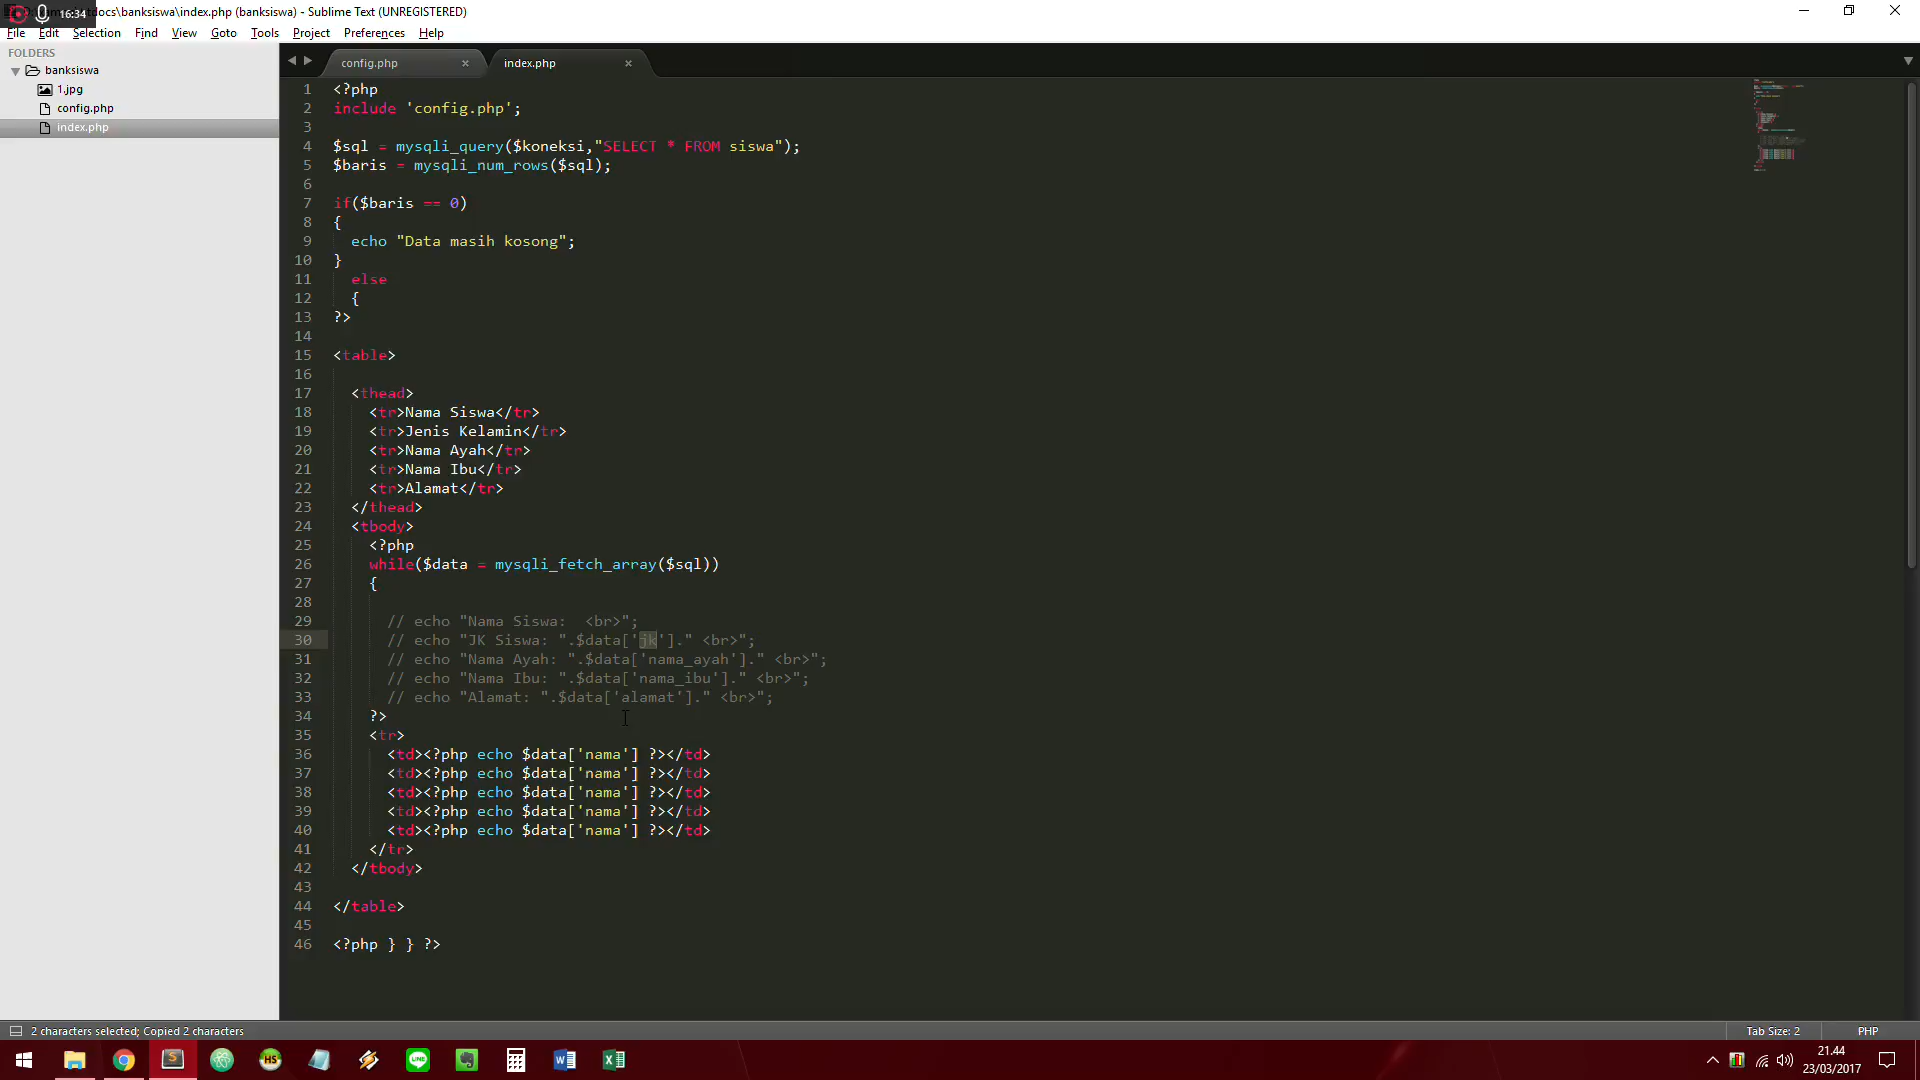 16:34
tdocs\banksiswa\index.php (banksiswa) - Sublime Text (UNREGISTERED)
File Edit Selection Find View Goto Tools Project Preferences Help
FOLDERS
banksiswa
1.jpg
config.php
index.php
config.php × index.php ×
1 <?php
2 include 'config.php';
3
4 $sql = mysqli_query($koneksi,"SELECT * FROM siswa");
5 $baris = mysqli_num_rows($sql);
6
7 if($baris == 0)
8 {
9 echo "Data masih kosong";
10 }
11 else
12 {
13 ?>
14
15 <table>
16
17 <thead>
18 <tr>Nama Siswa</tr>
19 <tr>Jenis Kelamin</tr>
20 <tr>Nama Ayah</tr>
21 <tr>Nama Ibu</tr>
22 <tr>Alamat</tr>
23 </thead>
24 <tbody>
25 <?php
26 while($data = mysqli_fetch_array($sql))
27 {
28
29 // echo "Nama Siswa:  <br>";
30 // echo "JK Siswa: ".$data['jk']." <br>";
31 // echo "Nama Ayah: ".$data['nama_ayah']." <br>";
32 // echo "Nama Ibu: ".$data['nama_ibu']." <br>";
33 // echo "Alamat: ".$data['alamat']." <br>";
34 ?>
35 <tr>
36 <td><?php echo $data['nama'] ?></td>
37 <td><?php echo $data['nama'] ?></td>
38 <td><?php echo $data['nama'] ?></td>
39 <td><?php echo $data['nama'] ?></td>
40 <td><?php echo $data['nama'] ?></td>
41 </tr>
42 </tbody>
43
44 </table>
45
46 <?php } } ?>
2 characters selected; Copied 2 characters
Tab Size: 2 PHP
21.44
23/03/2017